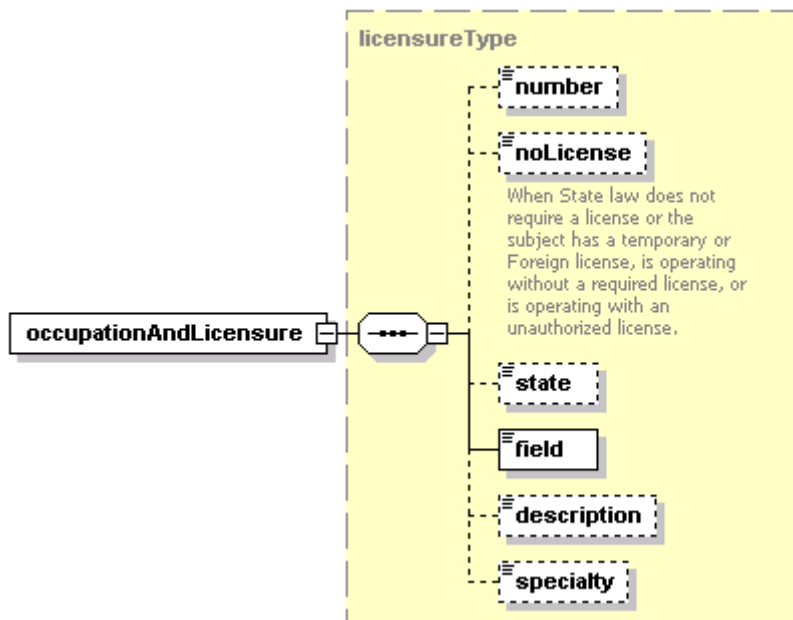 licensureType
number
noLicense
When State law does not
require a license or the
subject has a temporary or
Foreign license, is operating
without a required license, or
is operating with an
unauthorized license.
occupationAndLicensure
state
field
description
specialty